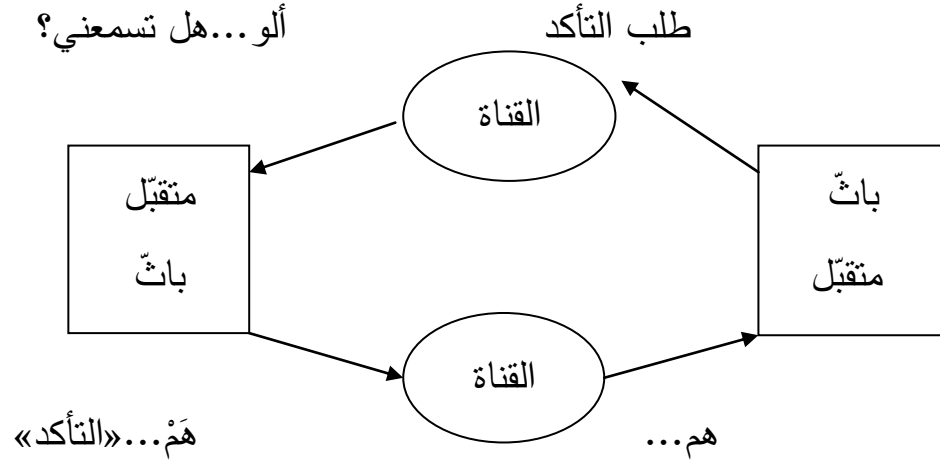 طلب التأكد
ألو...هل تسمعني؟
القناة
باثّ
متقبّل
متقبّل
باثّ
القناة
هم...
هَمْ...«التأكد»